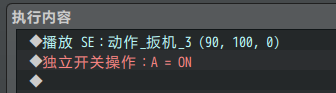 执行内容
◆播放 SE：动作_扳机_3 (90, 100, 0)
◆独立开关操作：A = ON
◆